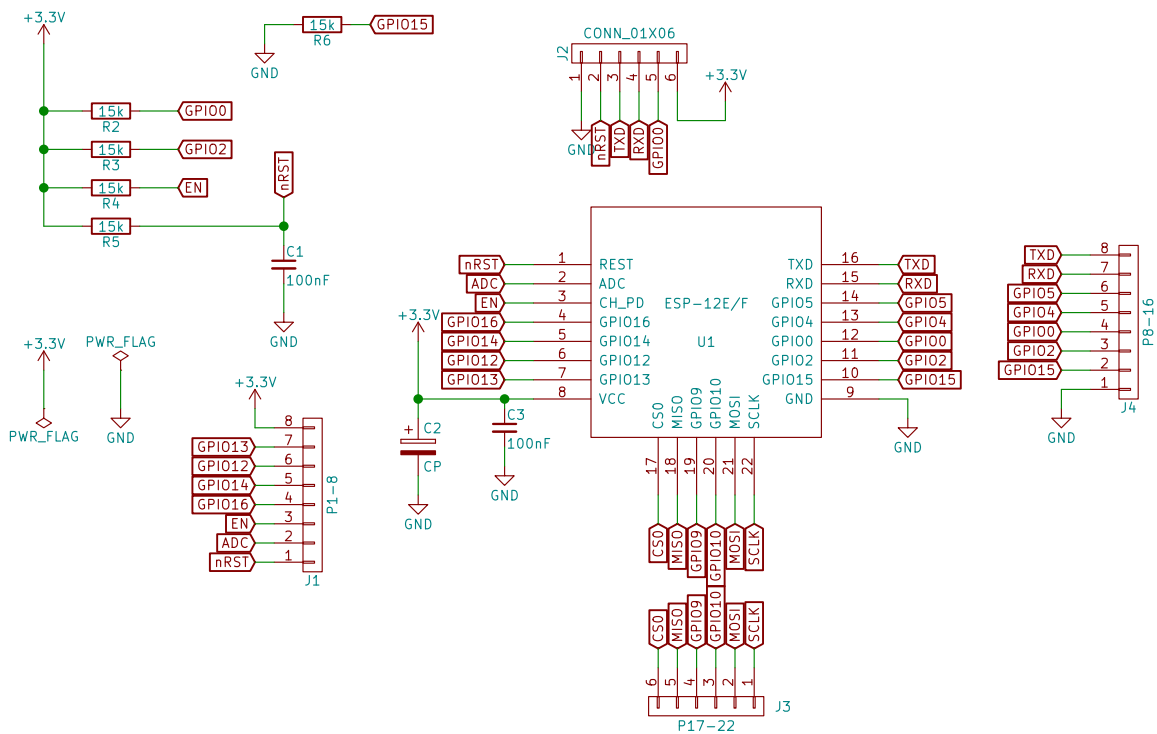 +3.3V
15k
R6
GPIO15
GND
CONN_01X06
J2
1
2
3
4
5
6
+3.3V
GND
nRST
TXD
RXD
GPIO0
15k
R2
GPIO0
15k
R3
GPIO2
15k
R4
EN
15k
R5
nRST
C1
100nF
GND
+3.3V
PWR_FLAG
PWR_FLAG
GND
+3.3V
8
GPIO13 7
GPIO12 6
GPIO14 5
GPIO16 4
EN 3
ADC 2
nRST 1
P1-8
J1
+3.3V
C2
CP
GND
C3
100nF
GND
nRST 1 REST
ADC 2 ADC
EN 3 CH_PD
GPIO16 4 GPIO16
GPIO14 5 GPIO14
GPIO12 6 GPIO12
GPIO13 7 GPIO13
8 VCC
ESP-12E/F
U1
TXD 16 TXD
RXD 15 RXD
GPIO5 14 GPIO5
GPIO4 13 GPIO4
GPIO0 12 GPIO0
GPIO2 11 GPIO2
GPIO15 10 GPIO15
GND 9
GND
CS0 17 CS0
MISO 18 MISO
GPIO9 19 GPIO9
GPIO10 20 GPIO10
MOSI 21 MOSI
SCLK 22 SCLK
CS0 6
MISO 5
GPIO9 4
GPIO10 3
MOSI 2
SCLK 1
J3
P17-22
TXD 8
RXD 7
GPIO5 6
GPIO4 5
GPIO0 4
GPIO2 3
GPIO15 2
1
P8-16
J4
GND